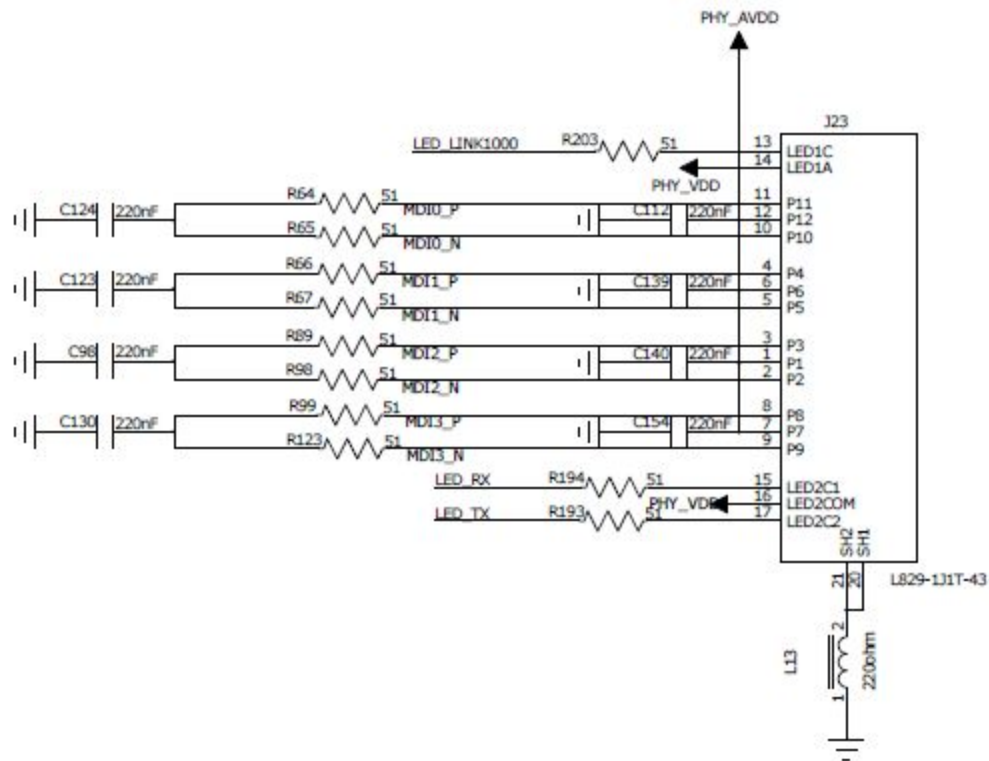 PHY_AVDD
J23
LED_LINK1000 R203 51 13 LED1C
14 LED1A
PHY_VDD
R64 51 11 P11
C124 220nF MDI0_P C112 220nF 12 P12
R65 51 10 P10
MDI0_N
R66 51 4 P4
C123 220nF MDI1_P C139 220nF 6 P6
R67 51 5 P5
MDI1_N
R89 51 3 P3
C98 220nF MDI2_P C140 220nF 1 P1
R98 51 2 P2
MDI2_N
R99 51 8 P8
C130 220nF MDI3_P C154 220nF 7 P7
R123 51 9 P9
MDI3_N
LED_RX R194 51 15 LED2C1
PHY_VDD 16 LED2COM
LED_TX R193 51 17 LED2C2
SH2 SH1
21 20 L829-1J1T-43
2
L13 220ohm
1